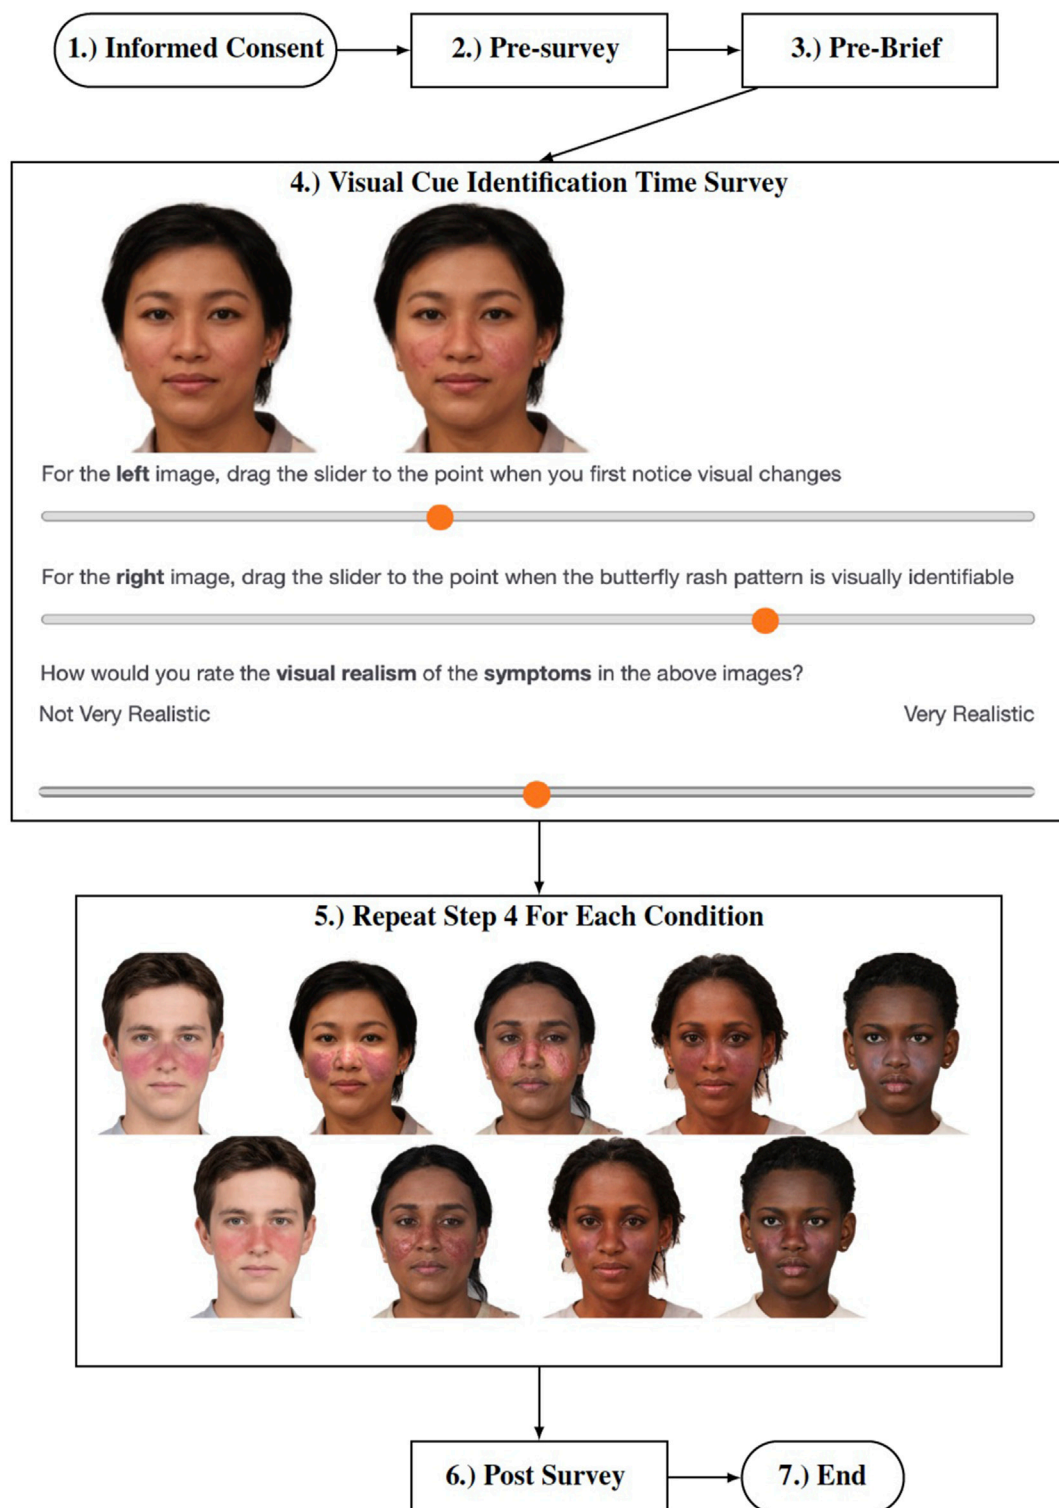 1.) Informed Consent
2.) Pre-survey
3.) Pre-Brief
4.) Visual Cue Identification Time Survey
For the left image, drag the slider to the point when you first notice visual changes
For the right image, drag the slider to the point when the butterfly rash pattern is visually identifiable
How would you rate the visual realism of the symptoms in the above images?
Not Very Realistic
Very Realistic
5.) Repeat Step 4 For Each Condition
6.) Post Survey
7.) End